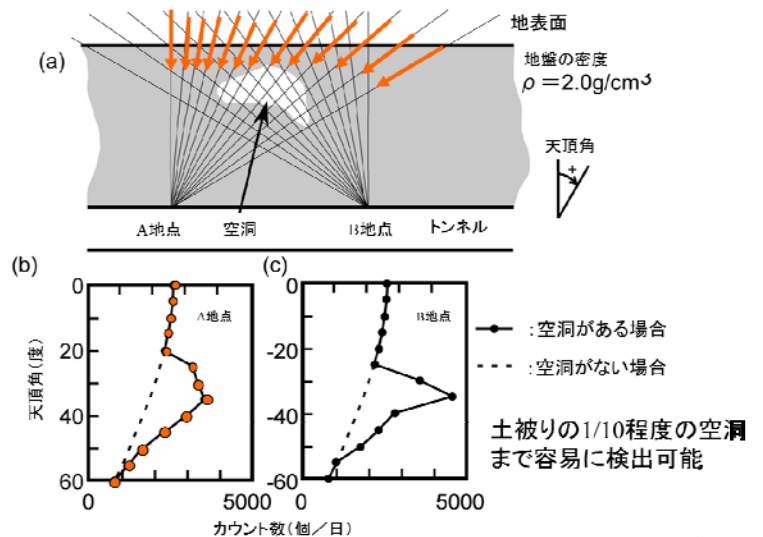 地表面
(a)
地盤の密度
ρ=2.0g/cm3
天頂角
+
A地点
空洞
B地点
トンネル
(b)
(c)
0
20
40
60
天頂角(度)
A地点
0
5000
0
-20
-40
-60
B地点
0
5000
カウント数(個/日)
:空洞がある場合
:空洞がない場合
土被りの1/10程度の空洞
まで容易に検出可能